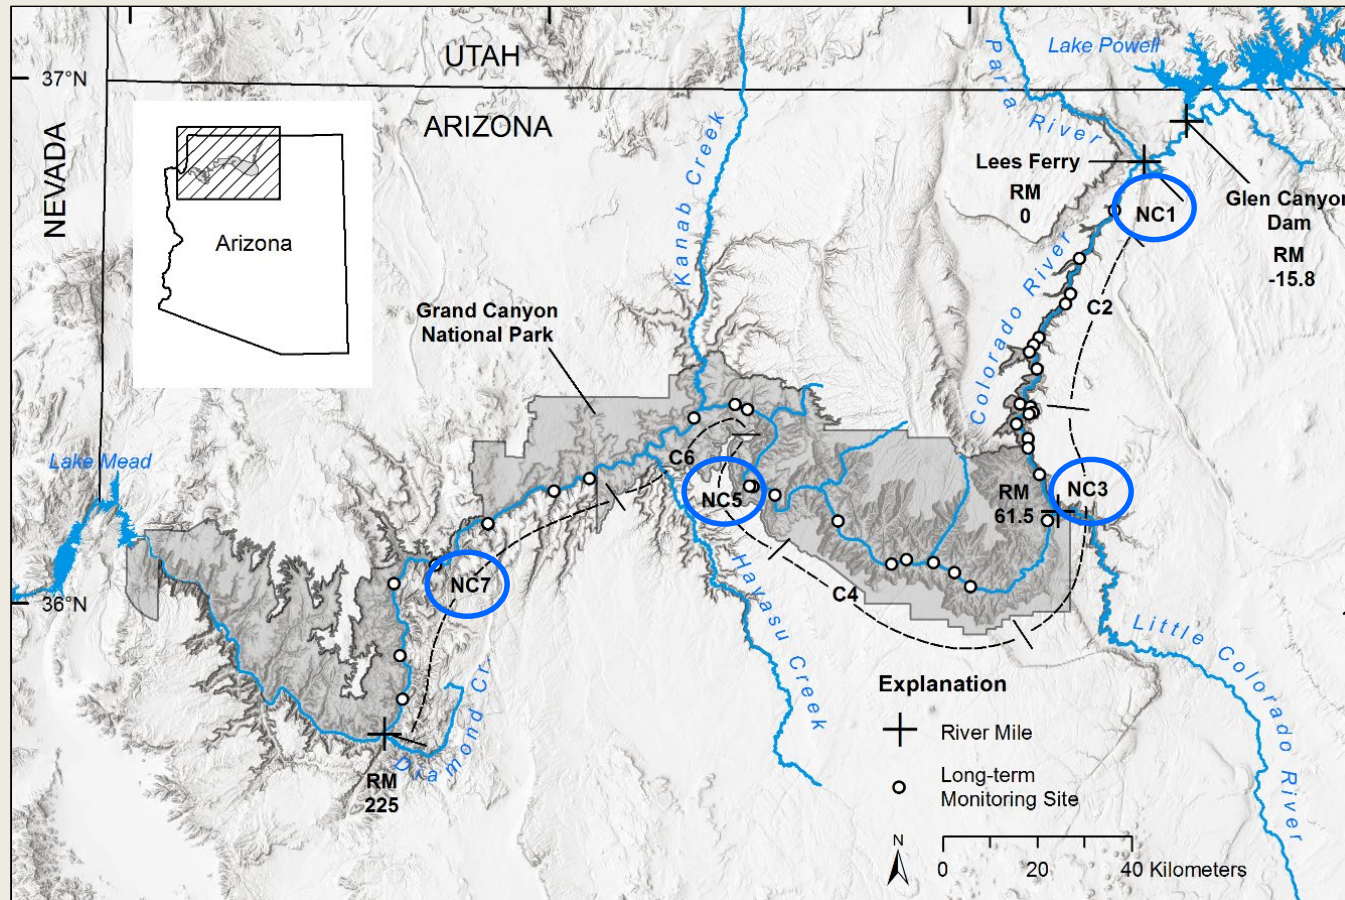 UTAH
Lake Powell
37°N
Paria River
ARIZONA
NEVADA
Kanab Creek
Lees Ferry
RM
0
NC1
Glen Canyon
Dam
RM
-15.8
Arizona
Colorado River
C2
Grand Canyon
National Park
Lake Mead
C6
NC5
RM
61.5
NC3
NC7
36°N
C4
Havasu Creek
Little Colorado River
Diamond Cr.
RM
225
Explanation
River Mile
Long-term
Monitoring Site
N
0 20 40 Kilometers